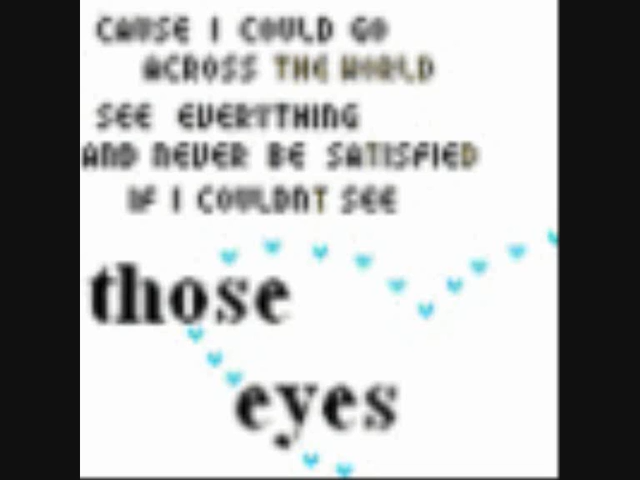 CAUSE I COULD GO
ACROSS THE WORLD
SEE EVERYTHING
AND NEVER BE SATISFIED
IF I COULDNT SEE
those
eyes